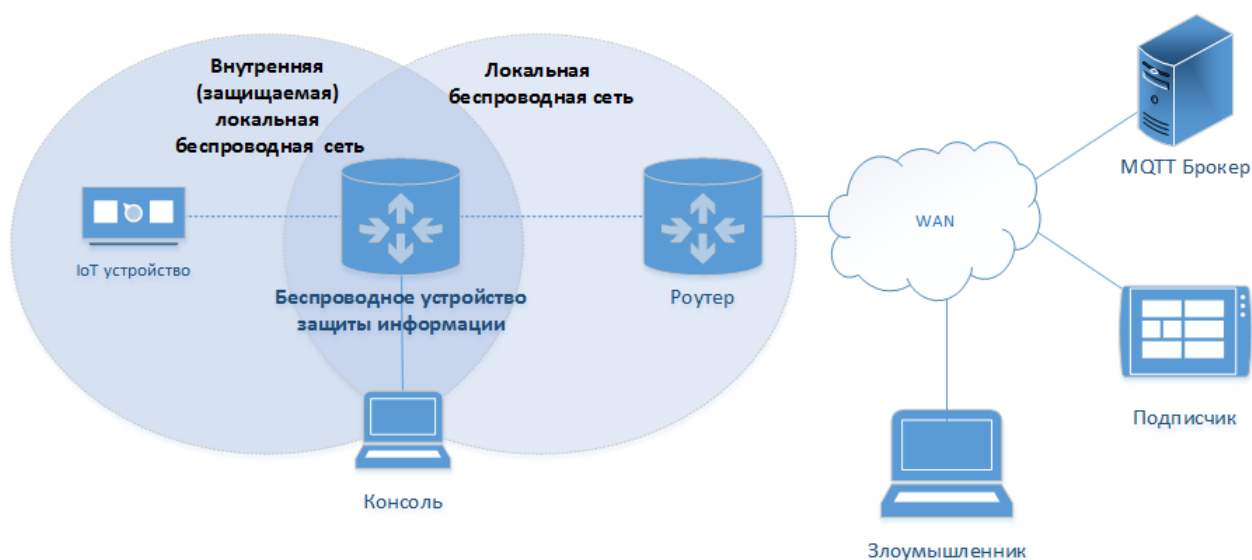 Внутренняя
(защищаемая)
локальная
беспроводная сеть
Локальная
беспроводная сеть
IoT устройство
Беспроводное устройство
защиты информации
Роутер
Консоль
WAN
MQTT Брокер
Подписчик
Злоумышленник